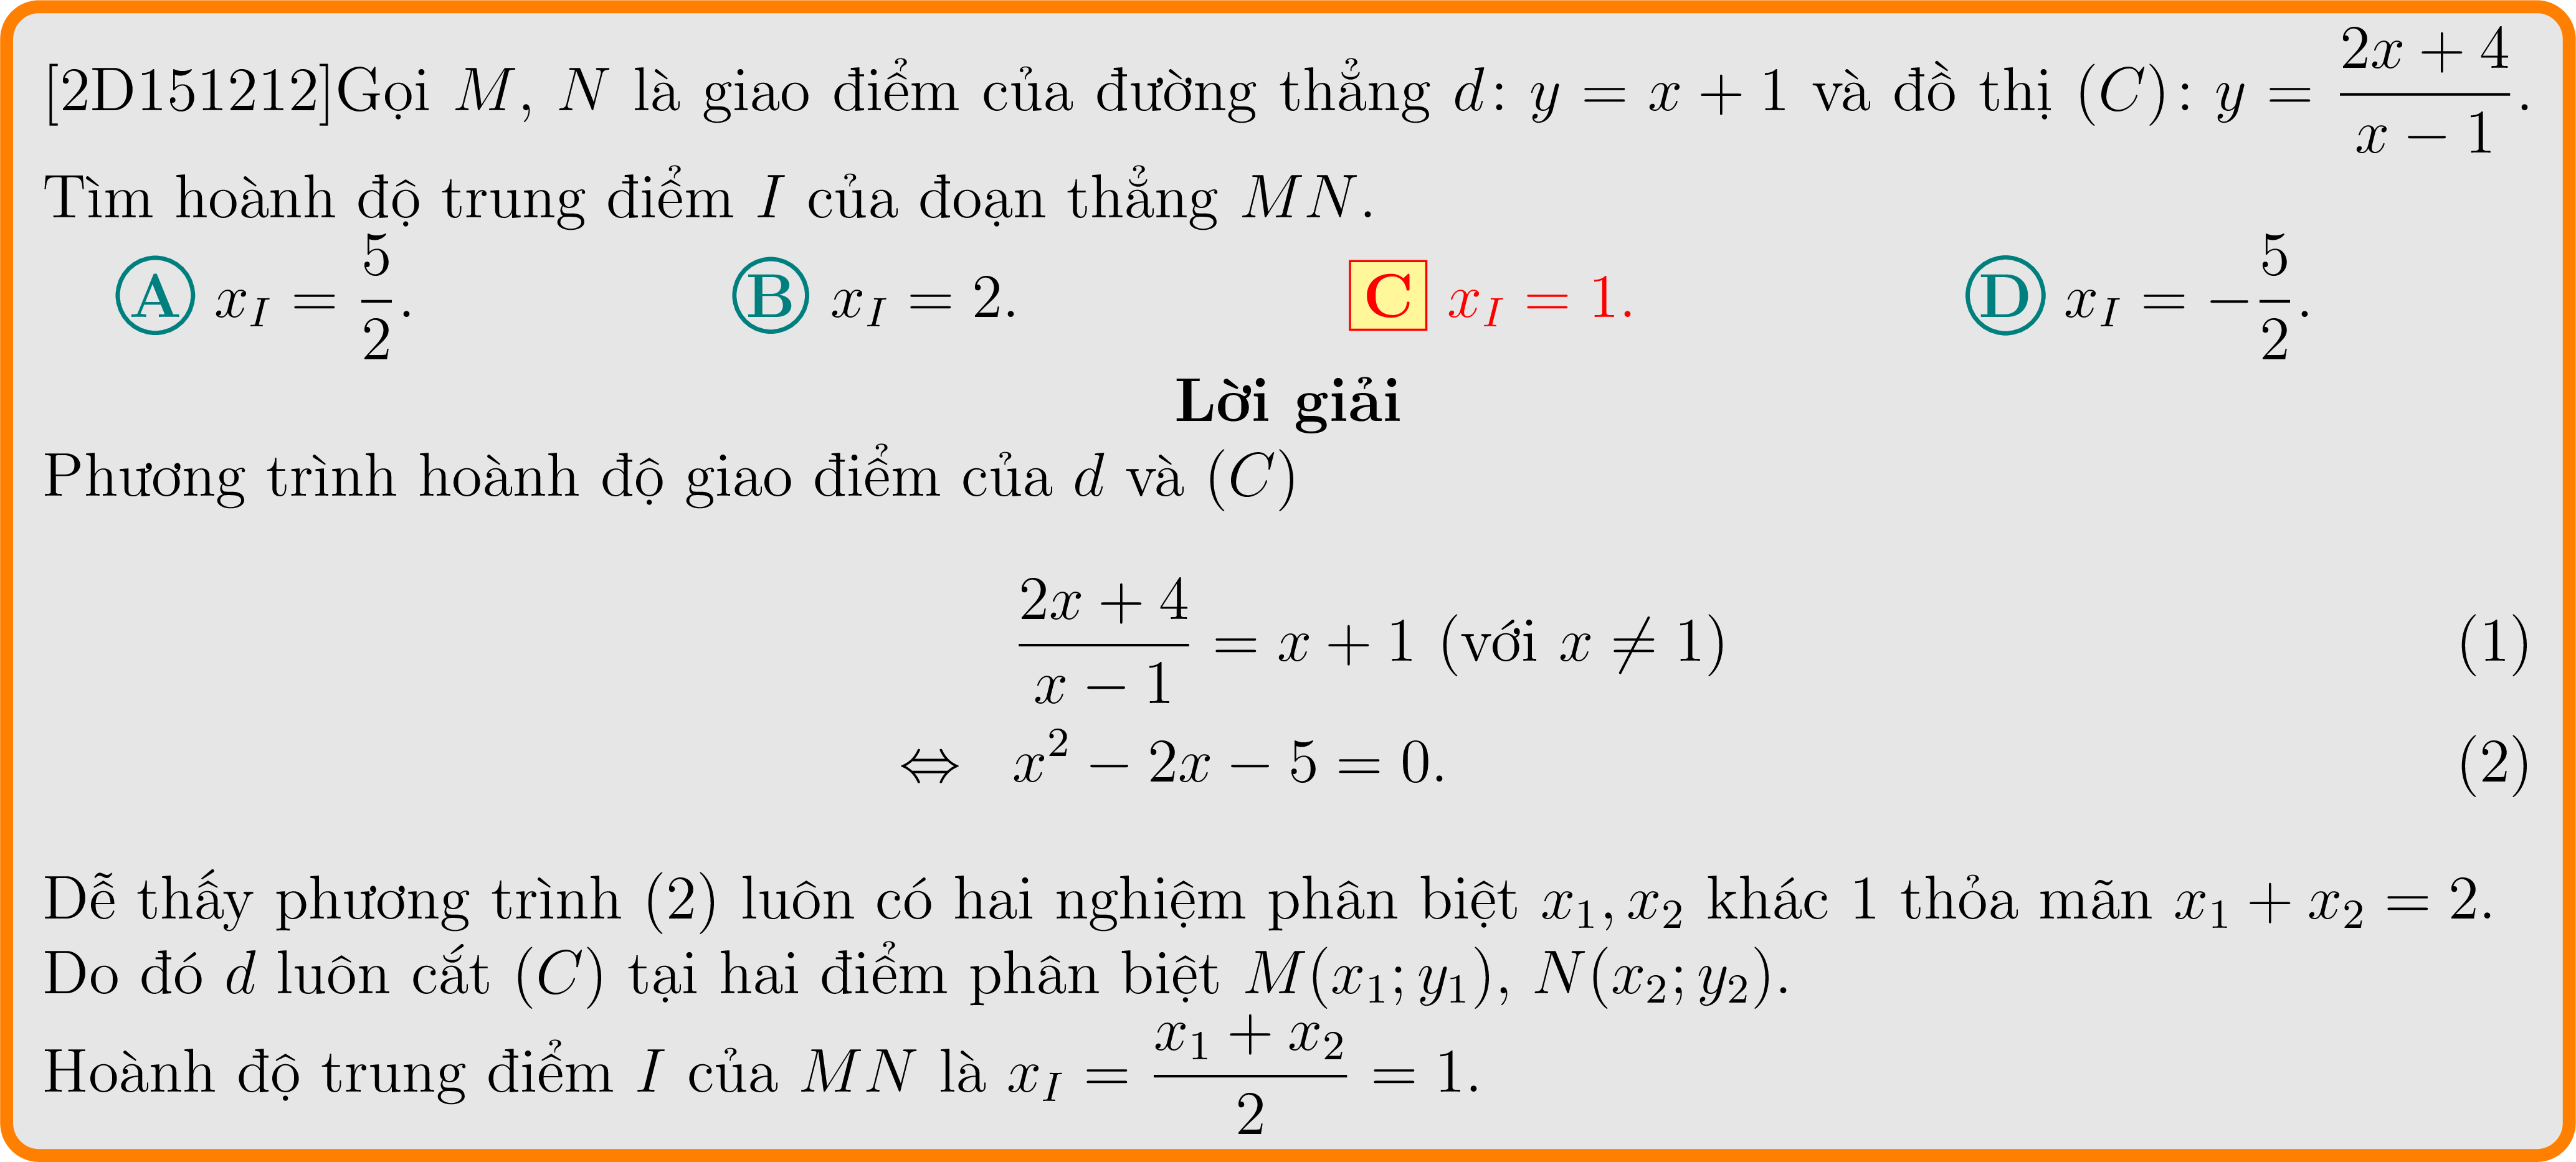 [2D151212]Gọi M, N là giao điểm của đường thẳng d: y = x + 1 và đồ thị (C): y = \frac{2x + 4}{x − 1}.
Tìm hoành độ trung điểm I của đoạn thẳng MN.
A x_I = \frac{5}{2}. B x_I = 2. C x_I = 1. D x_I = −\frac{5}{2}.
Lời giải
Phương trình hoành độ giao điểm của d và (C)
\frac{2x + 4}{x − 1} = x + 1 (với x ≠ 1) (1)
⇔ x^2 − 2x − 5 = 0. (2)
Dễ thấy phương trình (2) luôn có hai nghiệm phân biệt x_1, x_2 khác 1 thỏa mãn x_1 + x_2 = 2.
Do đó d luôn cắt (C) tại hai điểm phân biệt M(x_1; y_1), N(x_2; y_2).
Hoành độ trung điểm I của MN là x_I = \frac{x_1 + x_2}{2} = 1.